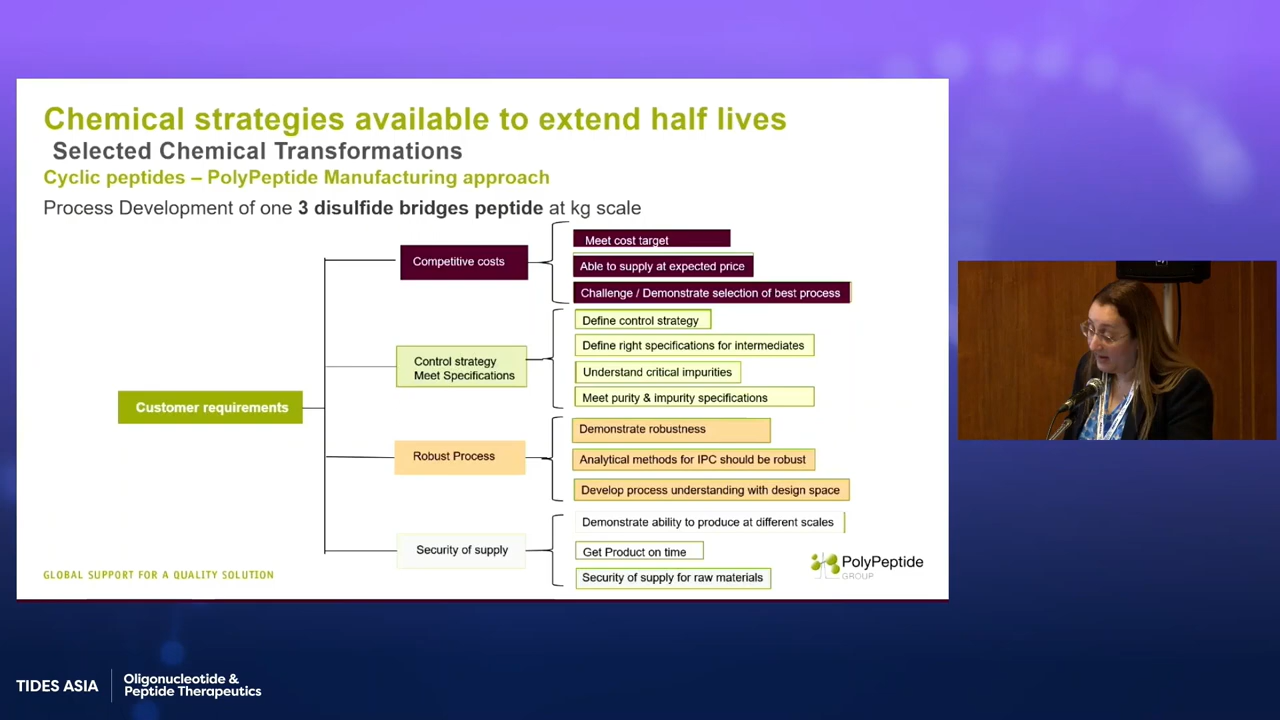 Chemical strategies available to extend half lives
Selected Chemical Transformations
Cyclic peptides – PolyPeptide Manufacturing approach
Process Development of one 3 disulfide bridges peptide at kg scale
Customer requirements
Competitive costs
Meet cost target
Able to supply at expected price
Challenge / Demonstrate selection of best process
Control strategy
Meet Specifications
Define control strategy
Define right specifications for intermediates
Understand critical impurities
Meet purity & impurity specifications
Robust Process
Demonstrate robustness
Analytical methods for IPC should be robust
Develop process understanding with design space
Security of supply
Demonstrate ability to produce at different scales
Get Product on time
Security of supply for raw materials
GLOBAL SUPPORT FOR A QUALITY SOLUTION
PolyPeptide
GROUP
TIDES ASIA
Oligonucleotide &
Peptide Therapeutics